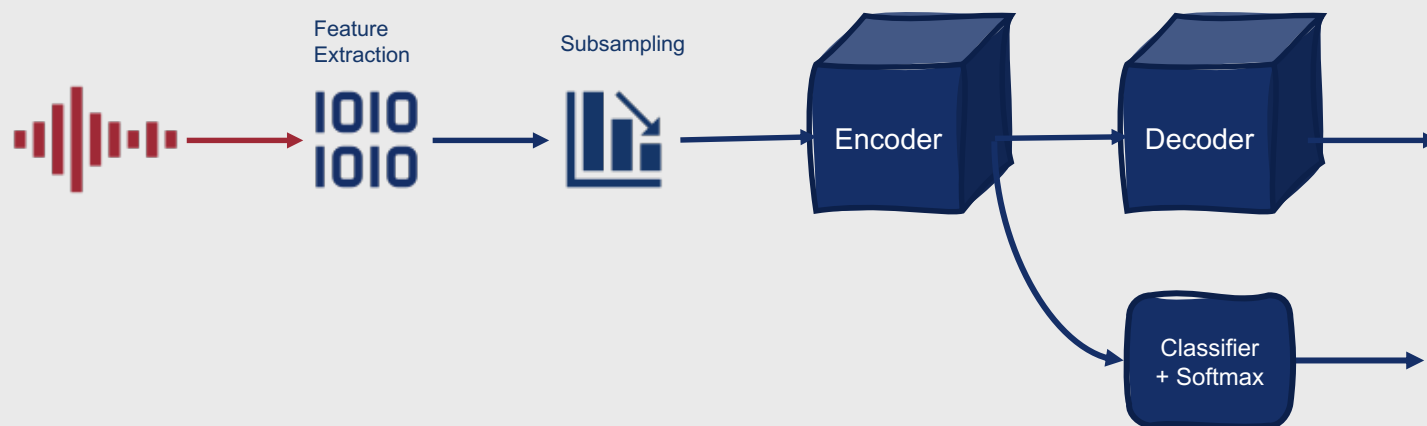 Feature
Extraction
Subsampling
1010
1010
Encoder
Decoder
Classifier
+ Softmax